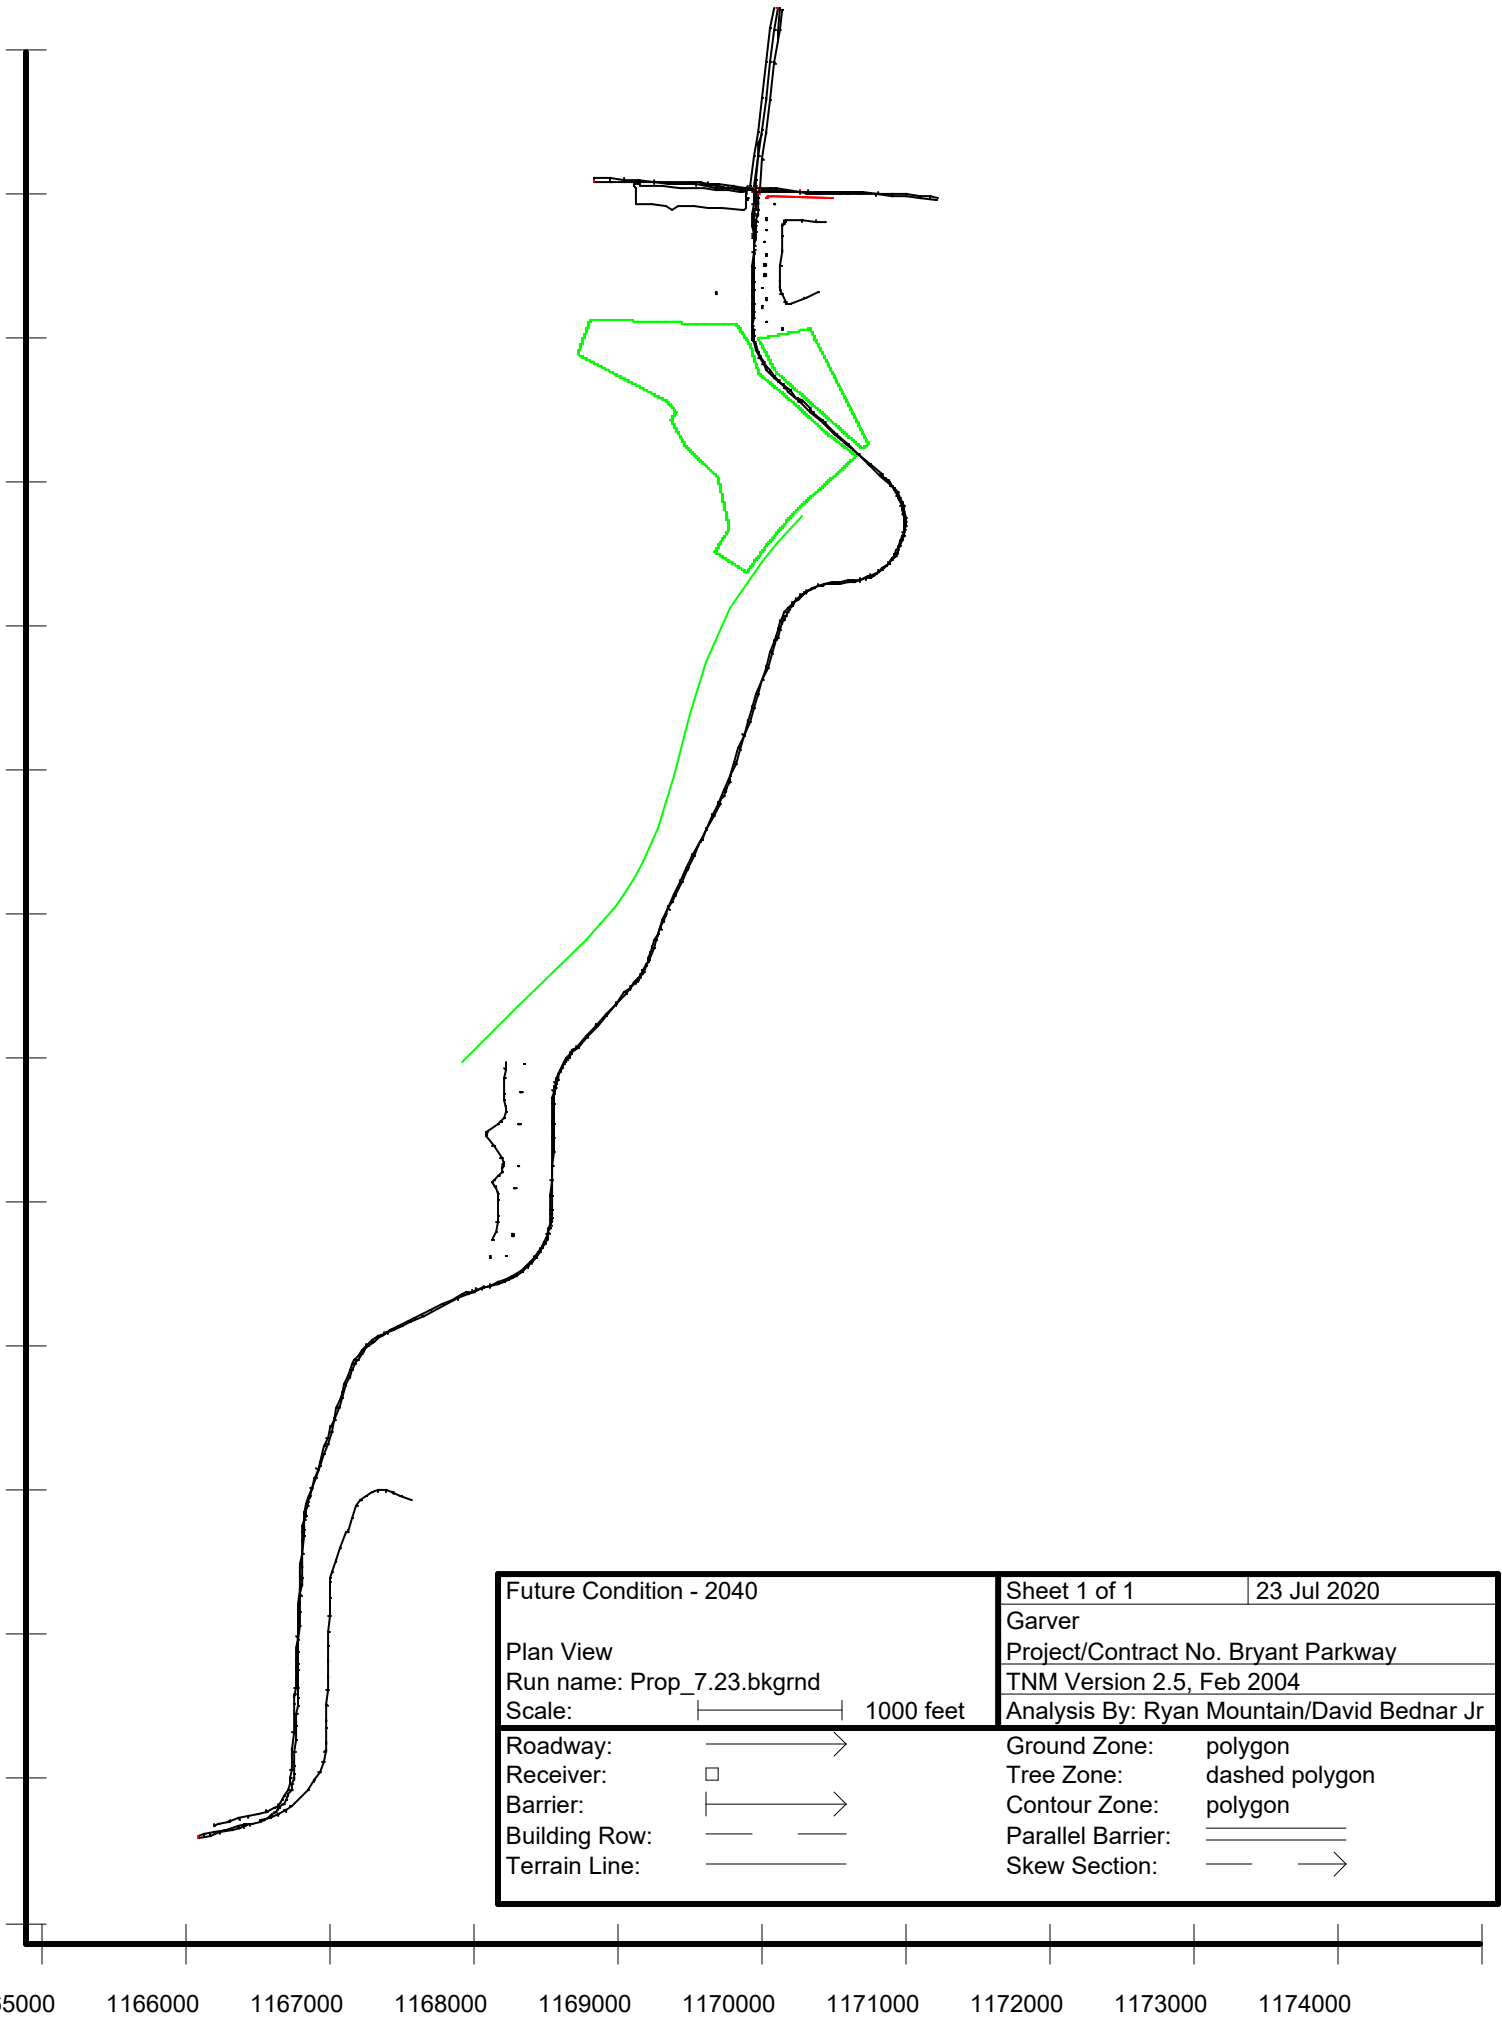 Future Condition - 2040
Sheet 1 of 1
23 Jul 2020
Garver
Plan View
Project/Contract No. Bryant Parkway
Run name: Prop_7.23.bkgrnd
TNM Version 2.5, Feb 2004
Scale:
1000 feet
Analysis By: Ryan Mountain/David Bednar Jr
Roadway:
Ground Zone: polygon
Receiver:
Tree Zone: dashed polygon
Barrier:
Contour Zone: polygon
Building Row:
Parallel Barrier:
Terrain Line:
Skew Section:
65000 1166000 1167000 1168000 1169000 1170000 1171000 1172000 1173000 1174000